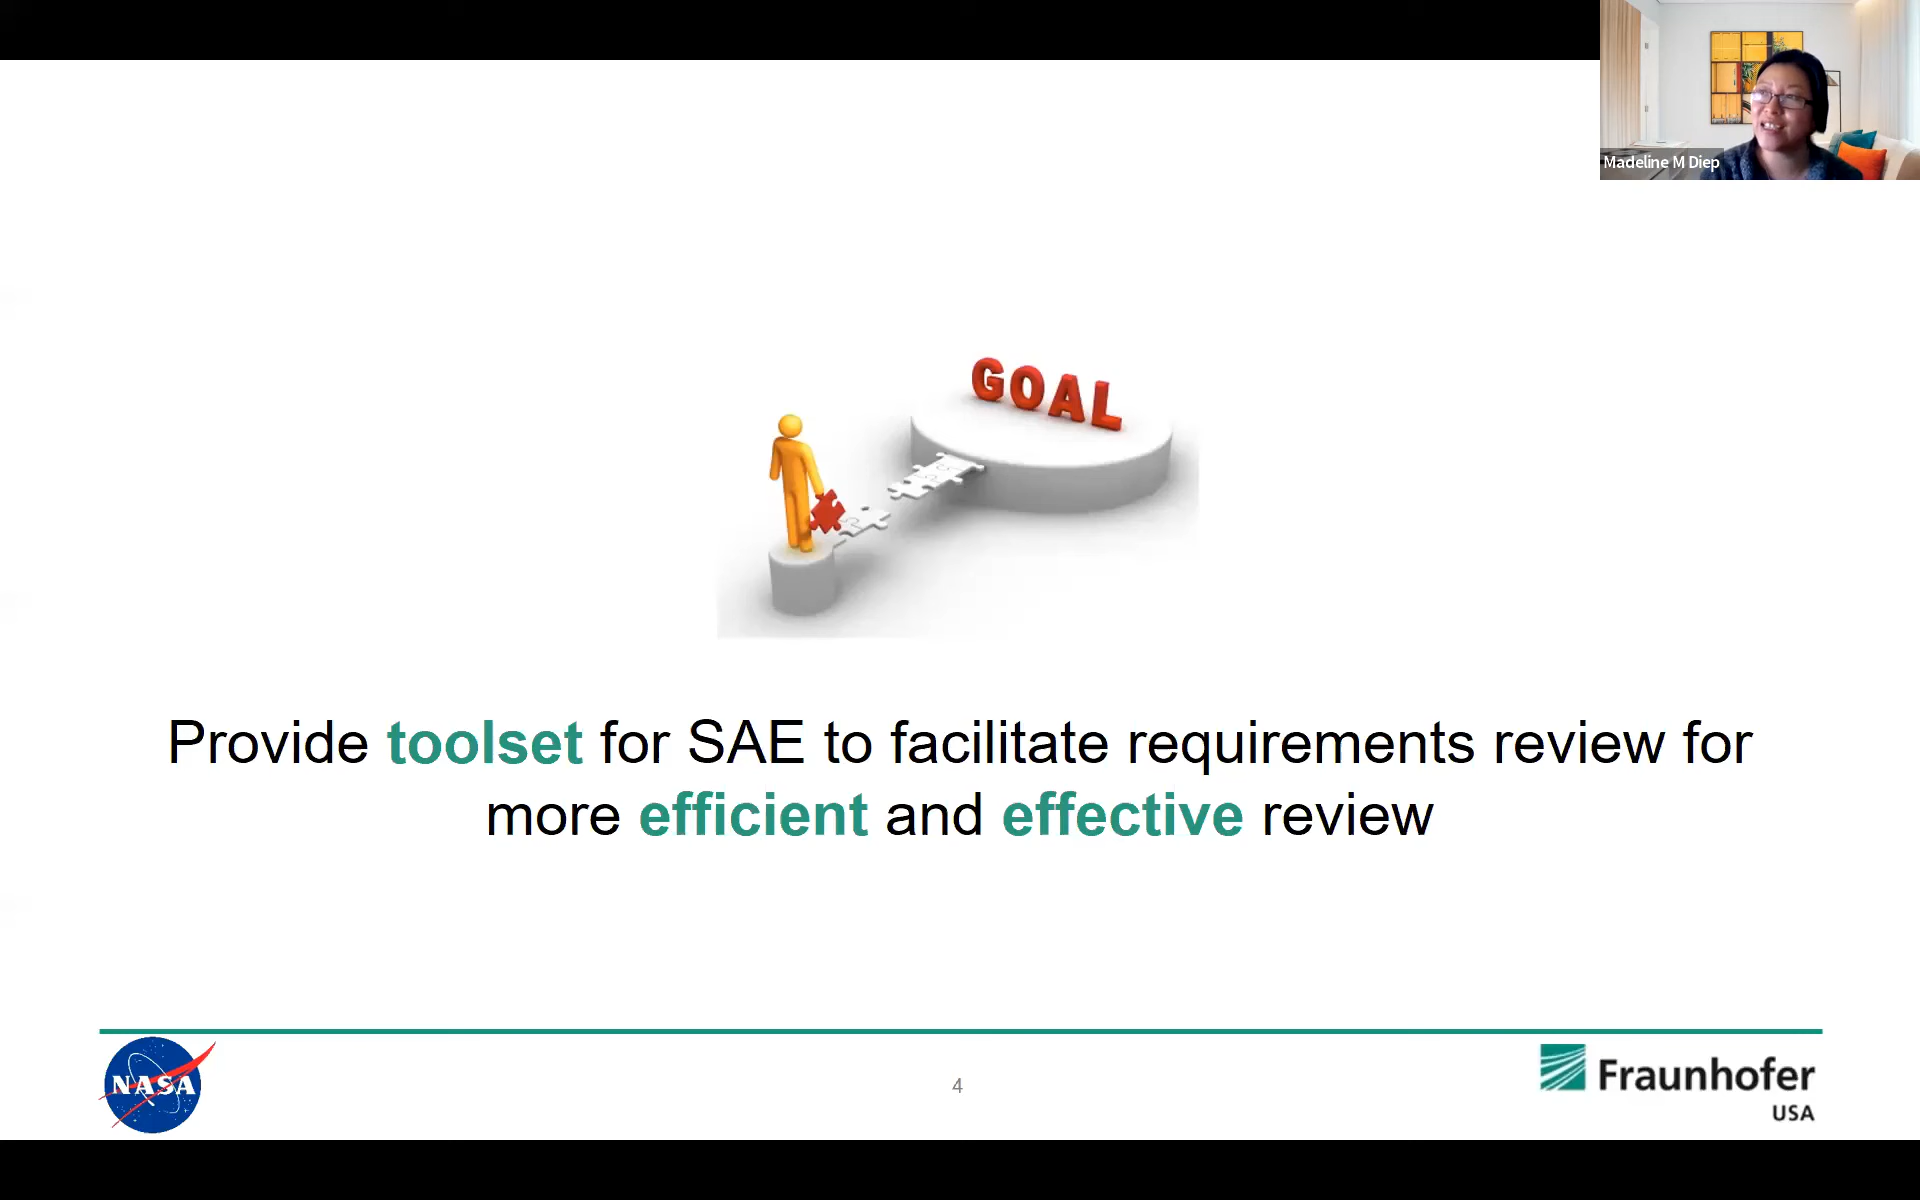 Madeline M Diep
GOAL
Provide toolset for SAE to facilitate requirements review for
more efficient and effective review
NASA
4
Fraunhofer
USA